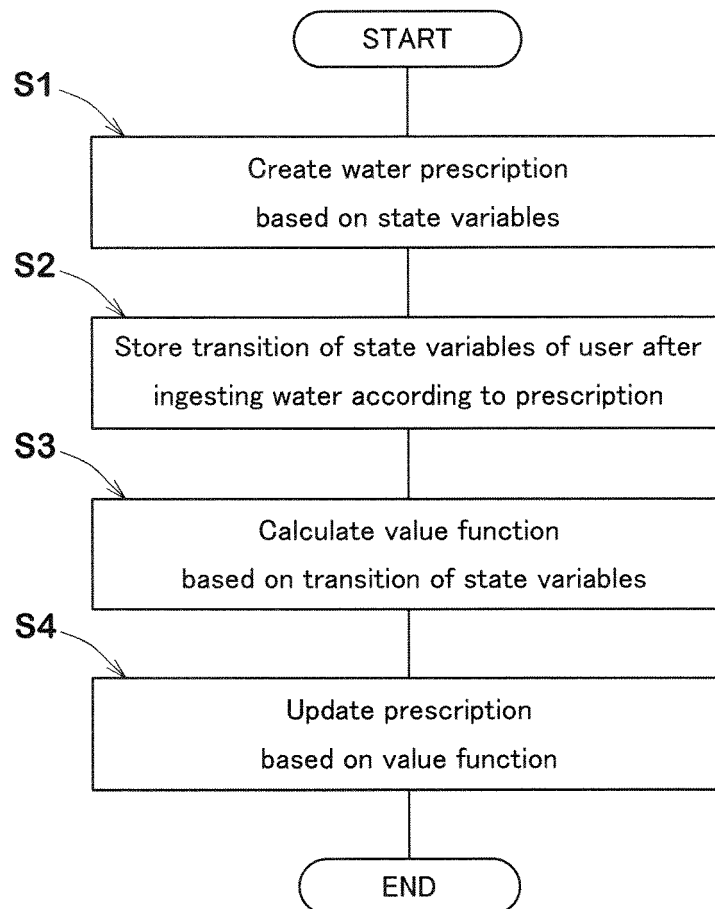 START
S1
Create water prescription
based on state variables
S2
Store transition of state variables of user after
ingesting water according to prescription
S3
Calculate value function
based on transition of state variables
S4
Update prescription
based on value function
END